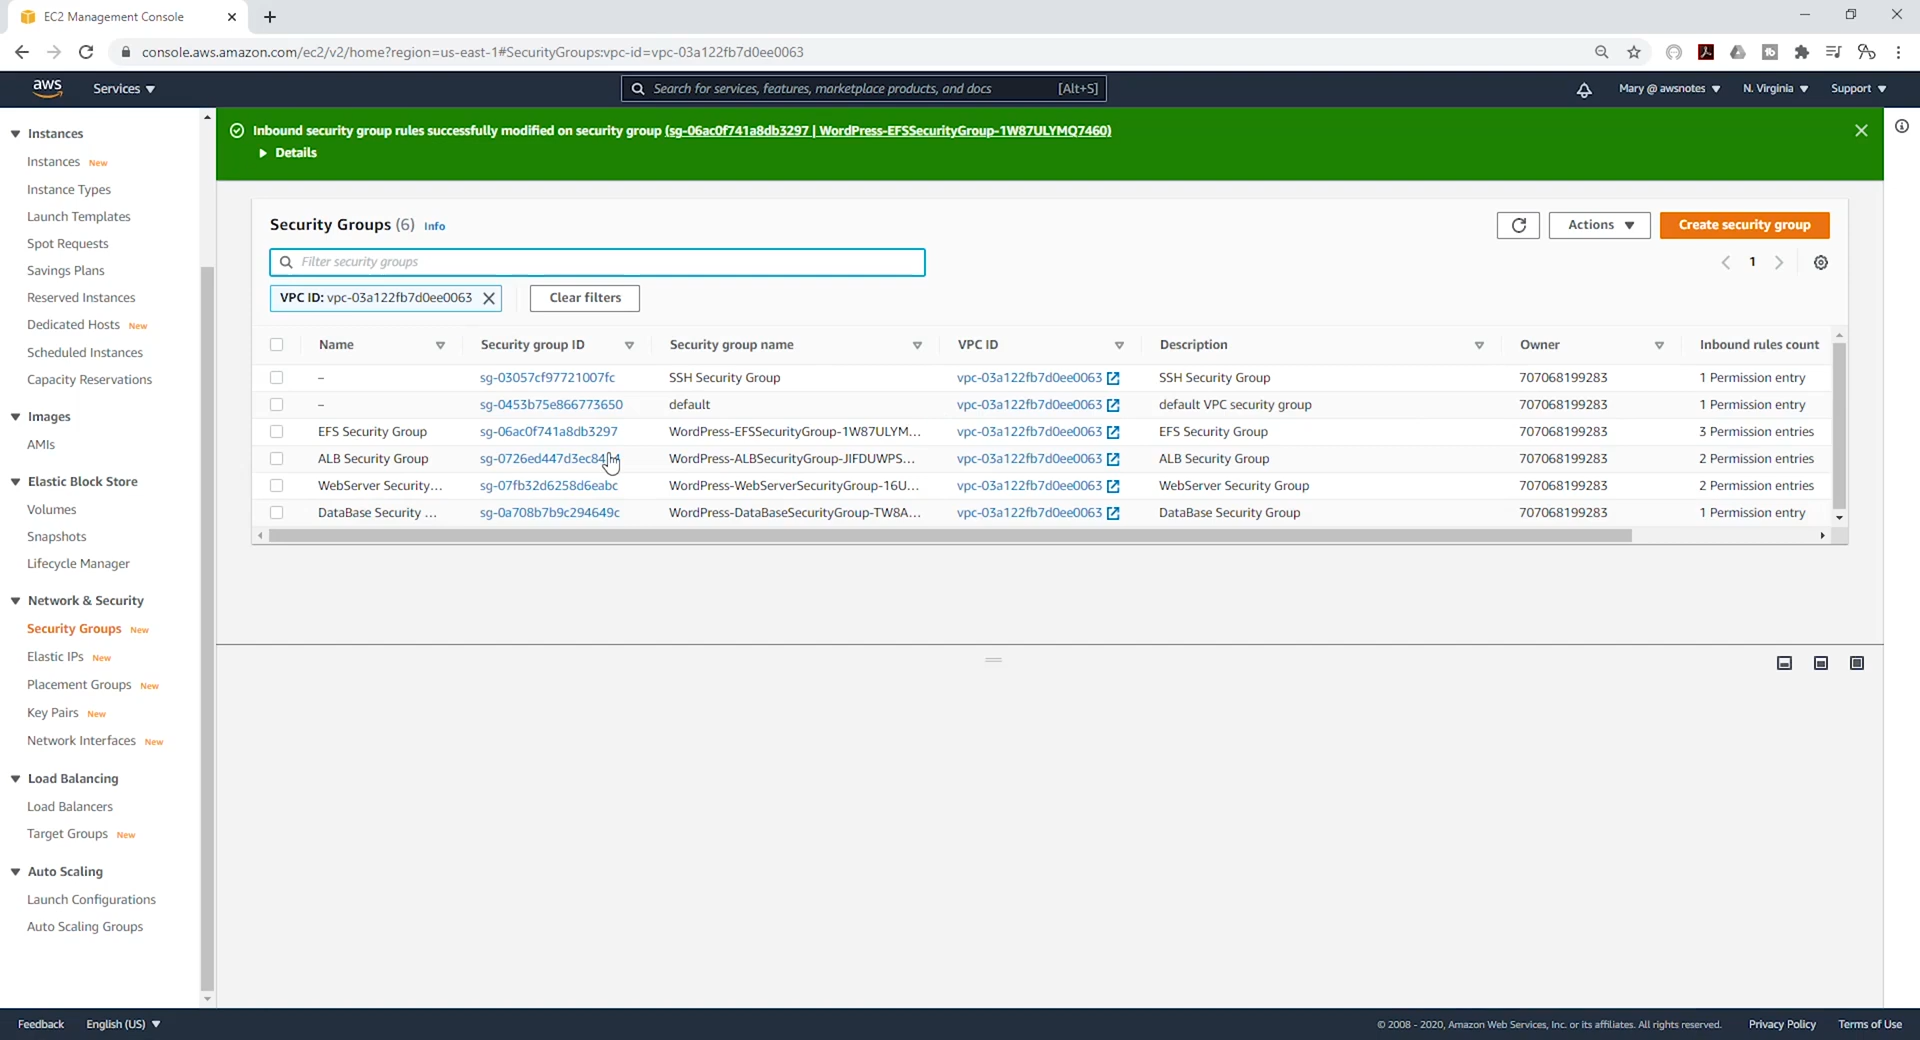 EC2 Management Console
console.aws.amazon.com/ec2/v2/home?region=us-east-1#SecurityGroups:vpc-id=vpc-03a122fb7d0ee0063
aws Services Search for services, features, marketplace products, and docs [Alt+S] Mary @ awsnotes N. Virginia Support
Inbound security group rules successfully modified on security group (sg-06ac0f741a8db3297 | WordPress-EFSSecurityGroup-1W87ULYMQ7460)
Details
Instances
Instances New
Instance Types
Launch Templates
Spot Requests
Savings Plans
Reserved Instances
Dedicated Hosts New
Scheduled Instances
Capacity Reservations
Images
AMIs
Elastic Block Store
Volumes
Snapshots
Lifecycle Manager
Network & Security
Security Groups New
Elastic IPs New
Placement Groups New
Key Pairs New
Network Interfaces New
Load Balancing
Load Balancers
Target Groups New
Auto Scaling
Launch Configurations
Auto Scaling Groups
Security Groups (6) Info
Actions Create security group
Filter security groups
1
VPC ID: vpc-03a122fb7d0ee0063 Clear filters
Name Security group ID Security group name VPC ID Description Owner Inbound rules count
– sg-03057cf97721007fc SSH Security Group vpc-03a122fb7d0ee0063 SSH Security Group 707068199283 1 Permission entry
– sg-0453b75e866773650 default vpc-03a122fb7d0ee0063 default VPC security group 707068199283 1 Permission entry
EFS Security Group sg-06ac0f741a8db3297 WordPress-EFSSecurityGroup-1W87ULYM... vpc-03a122fb7d0ee0063 EFS Security Group 707068199283 3 Permission entries
ALB Security Group WordPress-ALBSecurityGroup-JIFDUWPS... vpc-03a122fb7d0ee0063 ALB Security Group 707068199283 2 Permission entries
WebServer Security... sg-07fb32d6258d6eabc WordPress-WebServerSecurityGroup-16U... vpc-03a122fb7d0ee0063 WebServer Security Group 707068199283 2 Permission entries
DataBase Security ... sg-0a708b7b9c294649c WordPress-DataBaseSecurityGroup-TW8A... vpc-03a122fb7d0ee0063 DataBase Security Group 707068199283 1 Permission entry
Feedback English (US) © 2008 - 2020, Amazon Web Services, Inc. or its affiliates. All rights reserved. Privacy Policy Terms of Use